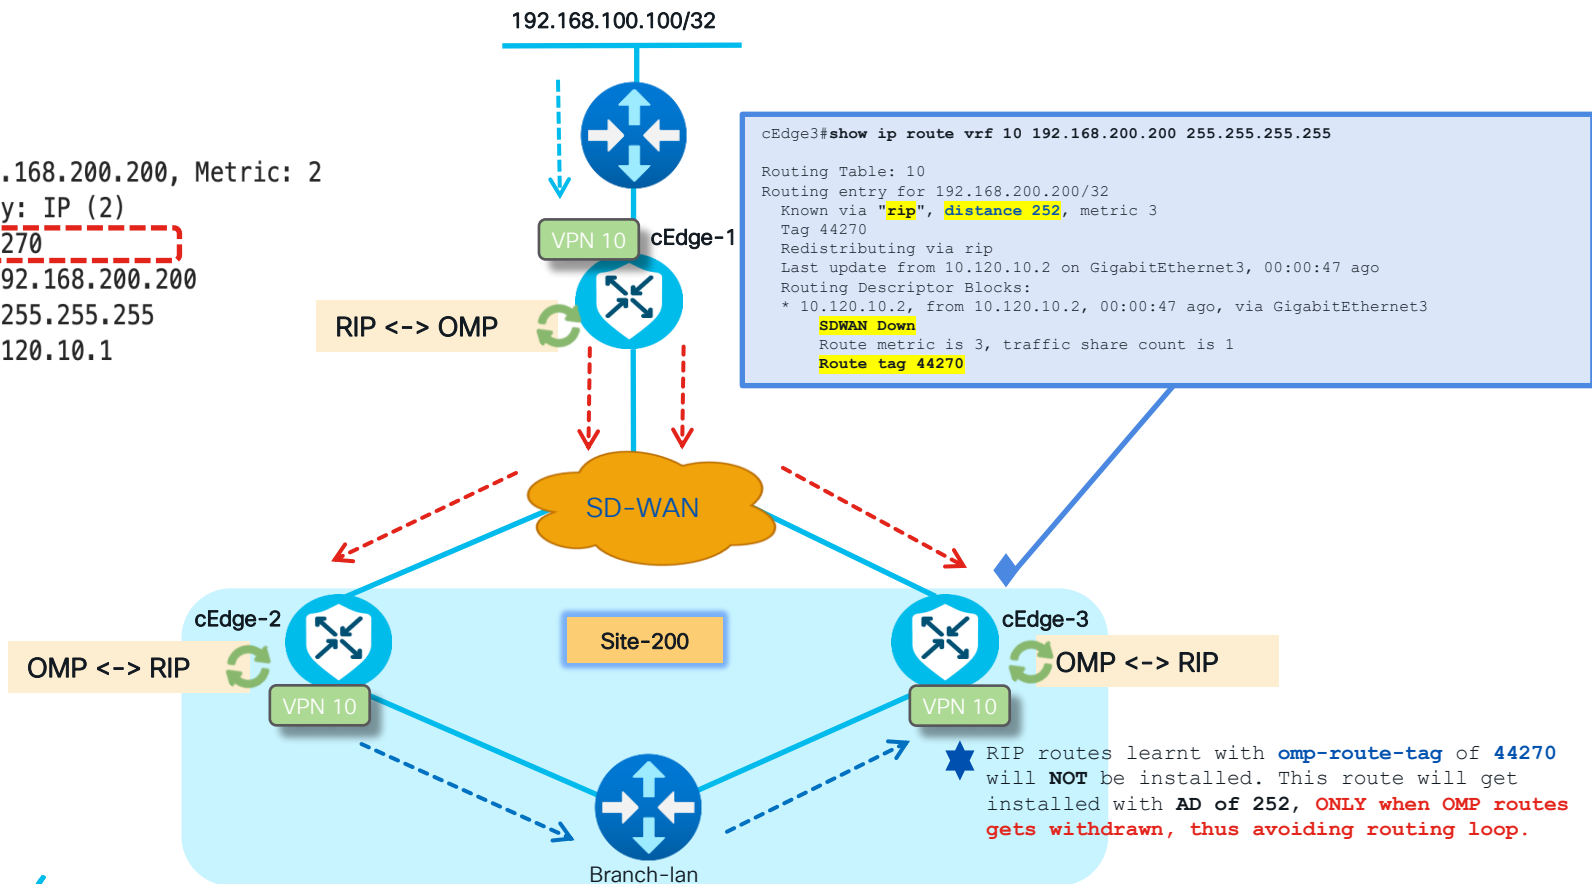 192.168.100.100/32
.168.200.200, Metric: 2
y: IP (2)
270
92.168.200.200
255.255.255
120.10.1
VPN 10
cEdge-1
RIP <-> OMP
cEdge3#show ip route vrf 10 192.168.200.200 255.255.255.255
Routing Table: 10
Routing entry for 192.168.200.200/32
Known via "rip", distance 252, metric 3
Tag 44270
Redistributing via rip
Last update from 10.120.10.2 on GigabitEthernet3, 00:00:47 ago
Routing Descriptor Blocks:
* 10.120.10.2, from 10.120.10.2, 00:00:47 ago, via GigabitEthernet3
SDWAN Down
Route metric is 3, traffic share count is 1
Route tag 44270
SD-WAN
cEdge-2
Site-200
cEdge-3
OMP <-> RIP
OMP <-> RIP
VPN 10
VPN 10
RIP routes learnt with omp-route-tag of 44270
will NOT be installed. This route will get
installed with AD of 252, ONLY when OMP routes
gets withdrawn, thus avoiding routing loop.
Branch-lan